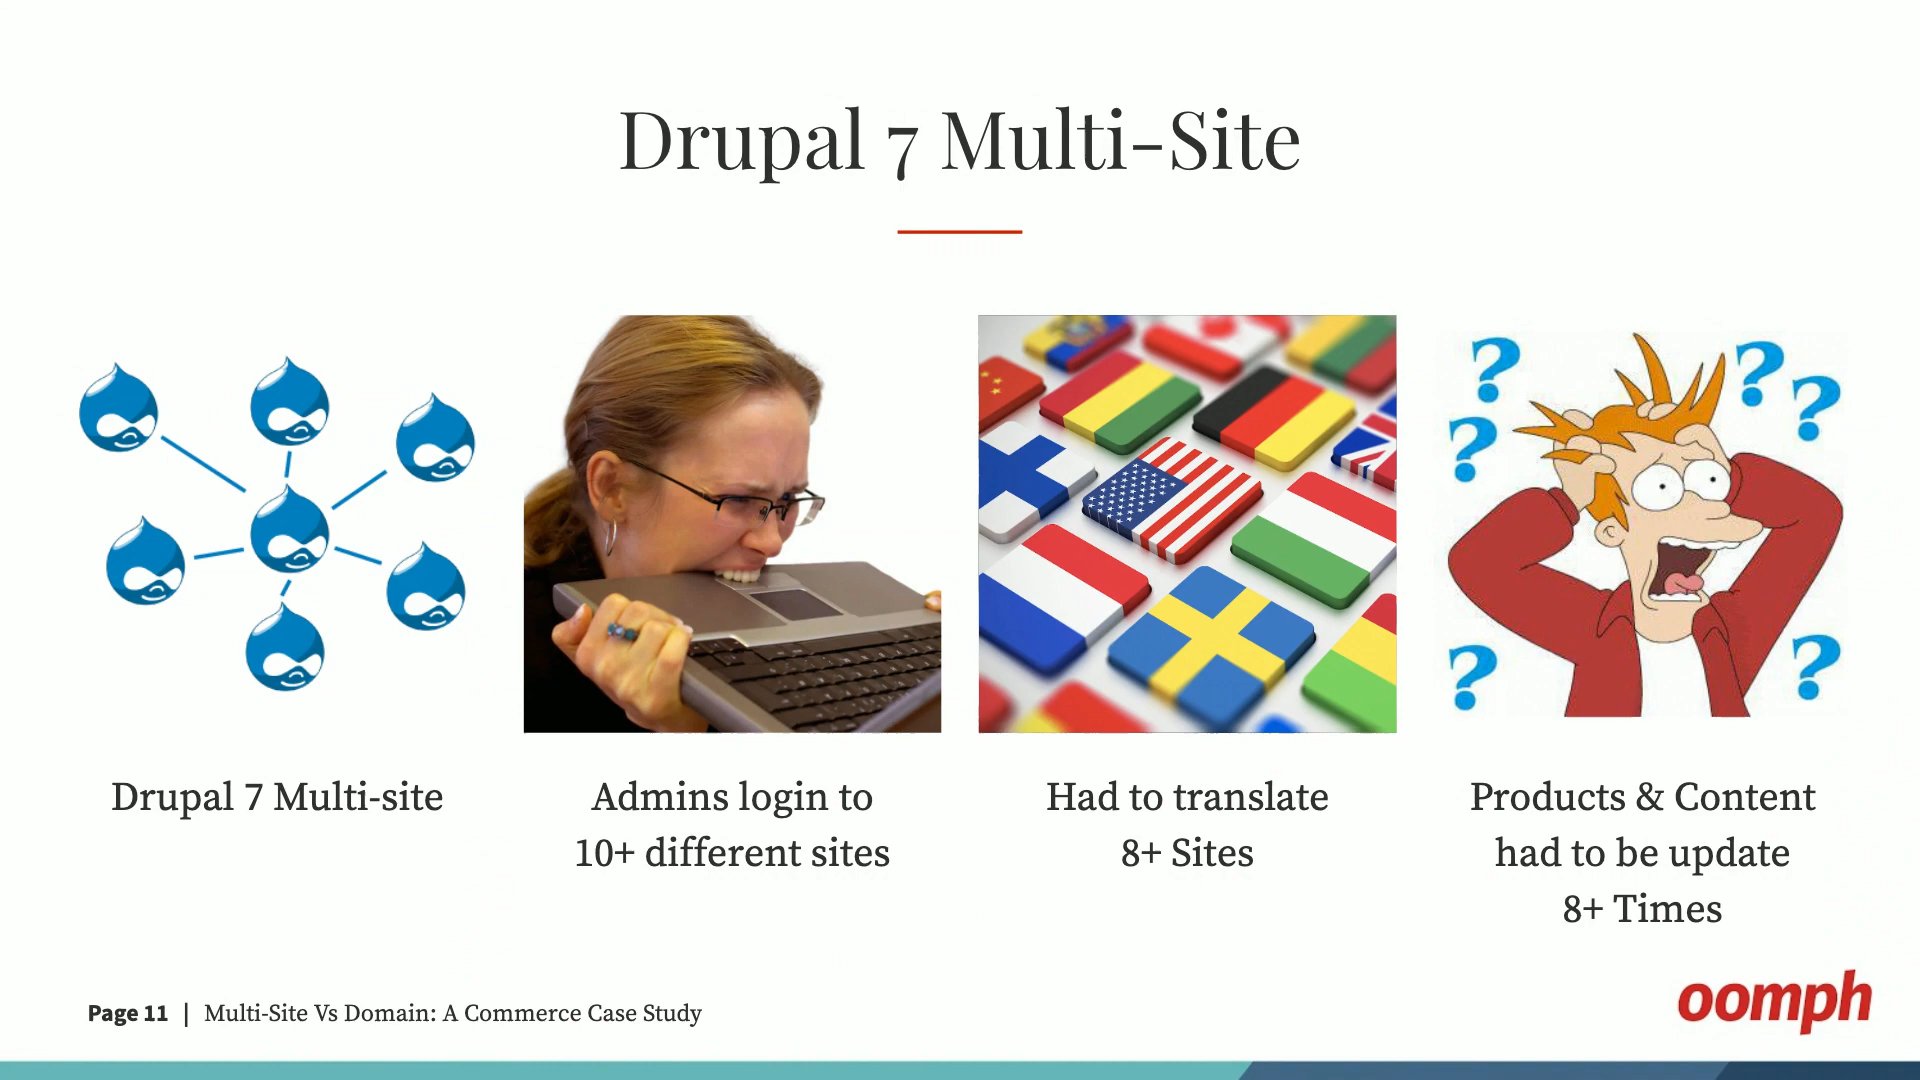 Drupal 7 Multi-Site
Drupal 7 Multi-site
Admins login to
10+ different sites
Had to translate
8+ Sites
Products & Content
had to be update
8+ Times
? ? ? ? ? ?
Page 11 | Multi-Site Vs Domain: A Commerce Case Study
oomph